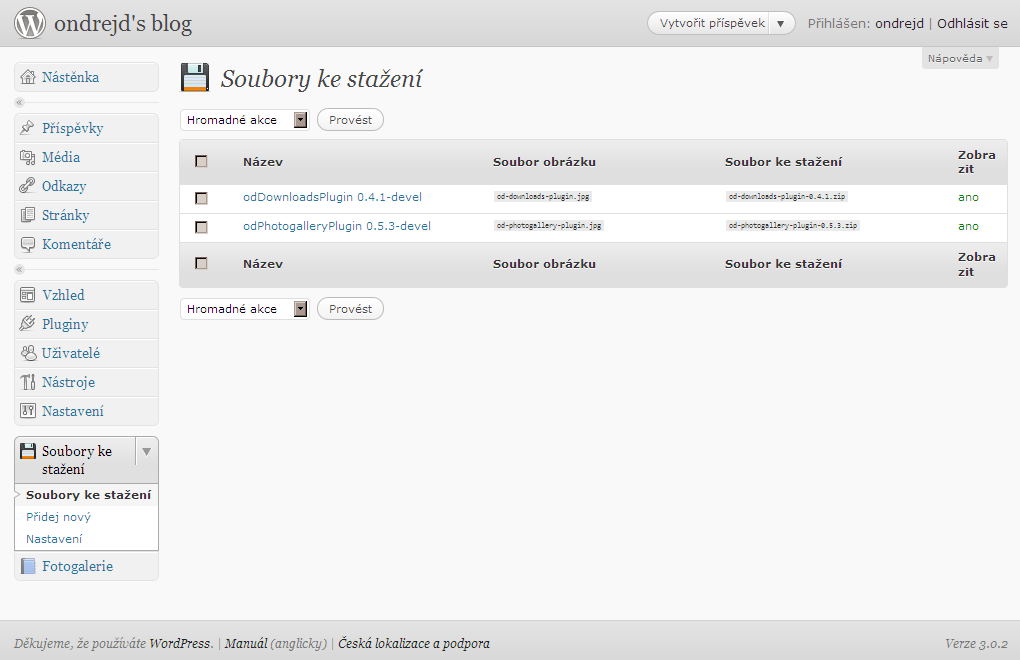 ondrejd's blog
Vytvořit příspěvek
Přihlášen: ondrejd | Odhlásit se
Nápověda
Nástěnka
Příspěvky
Média
Odkazy
Stránky
Komentáře
Vzhled
Pluginy
Uživatelé
Nástroje
Nastavení
Soubory ke
stažení
Soubory ke stažení
Přidej nový
Nastavení
Fotogalerie
Soubory ke stažení
Hromadné akce Provést
Název Soubor obrázku Soubor ke stažení Zobra
zit
odDownloadsPlugin 0.4.1-devel od-downloads-plugin.jpg od-downloads-plugin-0.4.1.zip ano
odPhotogalleryPlugin 0.5.3-devel od-photogallery-plugin.jpg od-photogallery-plugin-0.5.3.zip ano
Název Soubor obrázku Soubor ke stažení Zobra
zit
Hromadné akce Provést
Děkujeme, že používáte WordPress. | Manuál (anglicky) | Česká lokalizace a podpora
Verze 3.0.2